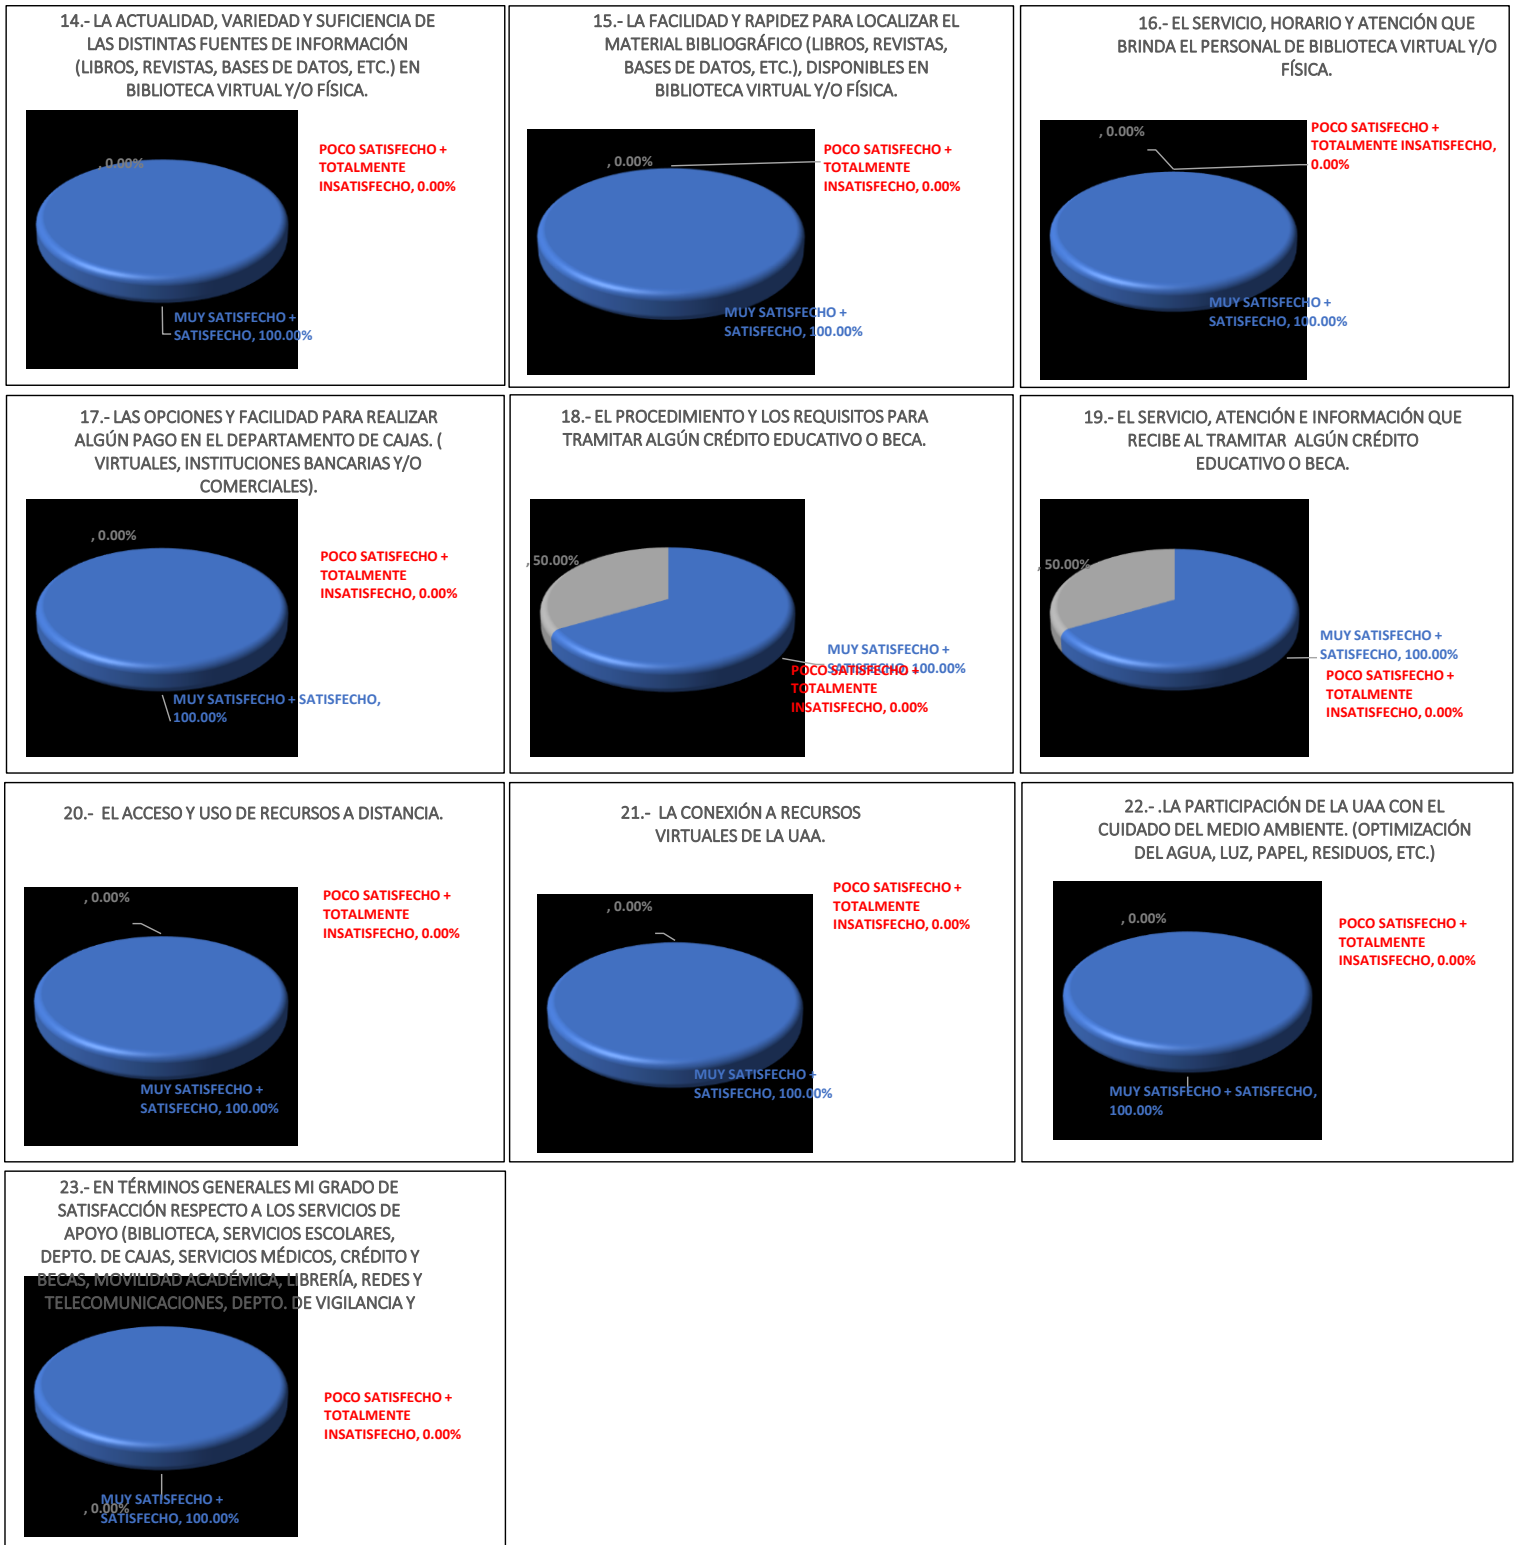 14.- LA ACTUALIDAD, VARIEDAD Y SUFICIENCIA DE
LAS DISTINTAS FUENTES DE INFORMACIÓN
(LIBROS, REVISTAS, BASES DE DATOS, ETC.) EN
BIBLIOTECA VIRTUAL Y/O FÍSICA.
, 0.00%
POCO SATISFECHO +
TOTALMENTE
INSATISFECHO, 0.00%
MUY SATISFECHO +
SATISFECHO, 100.00%
15.- LA FACILIDAD Y RAPIDEZ PARA LOCALIZAR EL
MATERIAL BIBLIOGRÁFICO (LIBROS, REVISTAS,
BASES DE DATOS, ETC.), DISPONIBLES EN
BIBLIOTECA VIRTUAL Y/O FÍSICA.
, 0.00%
POCO SATISFECHO +
TOTALMENTE
INSATISFECHO, 0.00%
MUY SATISFECHO +
SATISFECHO, 100.00%
16.- EL SERVICIO, HORARIO Y ATENCIÓN QUE
BRINDA EL PERSONAL DE BIBLIOTECA VIRTUAL Y/O
FÍSICA.
, 0.00%
POCO SATISFECHO +
TOTALMENTE INSATISFECHO,
0.00%
MUY SATISFECHO +
SATISFECHO, 100.00%
17.- LAS OPCIONES Y FACILIDAD PARA REALIZAR
ALGÚN PAGO EN EL DEPARTAMENTO DE CAJAS. (
VIRTUALES, INSTITUCIONES BANCARIAS Y/O
COMERCIALES).
, 0.00%
POCO SATISFECHO +
TOTALMENTE
INSATISFECHO, 0.00%
MUY SATISFECHO + SATISFECHO,
100.00%
18.- EL PROCEDIMIENTO Y LOS REQUISITOS PARA
TRAMITAR ALGÚN CRÉDITO EDUCATIVO O BECA.
, 50.00%
MUY SATISFECHO +
SATISFECHO, 100.00%
POCO SATISFECHO +
TOTALMENTE
INSATISFECHO, 0.00%
19.- EL SERVICIO, ATENCIÓN E INFORMACIÓN QUE
RECIBE AL TRAMITAR  ALGÚN CRÉDITO
EDUCATIVO O BECA.
, 50.00%
MUY SATISFECHO +
SATISFECHO, 100.00%
POCO SATISFECHO +
TOTALMENTE
INSATISFECHO, 0.00%
20.-  EL ACCESO Y USO DE RECURSOS A DISTANCIA.
, 0.00%
POCO SATISFECHO +
TOTALMENTE
INSATISFECHO, 0.00%
MUY SATISFECHO +
SATISFECHO, 100.00%
21.-  LA CONEXIÓN A RECURSOS
VIRTUALES DE LA UAA.
, 0.00%
POCO SATISFECHO +
TOTALMENTE
INSATISFECHO, 0.00%
MUY SATISFECHO +
SATISFECHO, 100.00%
22.- .LA PARTICIPACIÓN DE LA UAA CON EL
CUIDADO DEL MEDIO AMBIENTE. (OPTIMIZACIÓN
DEL AGUA, LUZ, PAPEL, RESIDUOS, ETC.)
, 0.00%
POCO SATISFECHO +
TOTALMENTE
INSATISFECHO, 0.00%
MUY SATISFECHO + SATISFECHO,
100.00%
23.- EN TÉRMINOS GENERALES MI GRADO DE
SATISFACCIÓN RESPECTO A LOS SERVICIOS DE
APOYO (BIBLIOTECA, SERVICIOS ESCOLARES,
DEPTO. DE CAJAS, SERVICIOS MÉDICOS, CRÉDITO Y
BECAS, MOVILIDAD ACADÉMICA, LIBRERÍA, REDES Y
TELECOMUNICACIONES, DEPTO. DE VIGILANCIA Y
POCO SATISFECHO +
TOTALMENTE
INSATISFECHO, 0.00%
MUY SATISFECHO +
SATISFECHO, 100.00%
, 0.00%